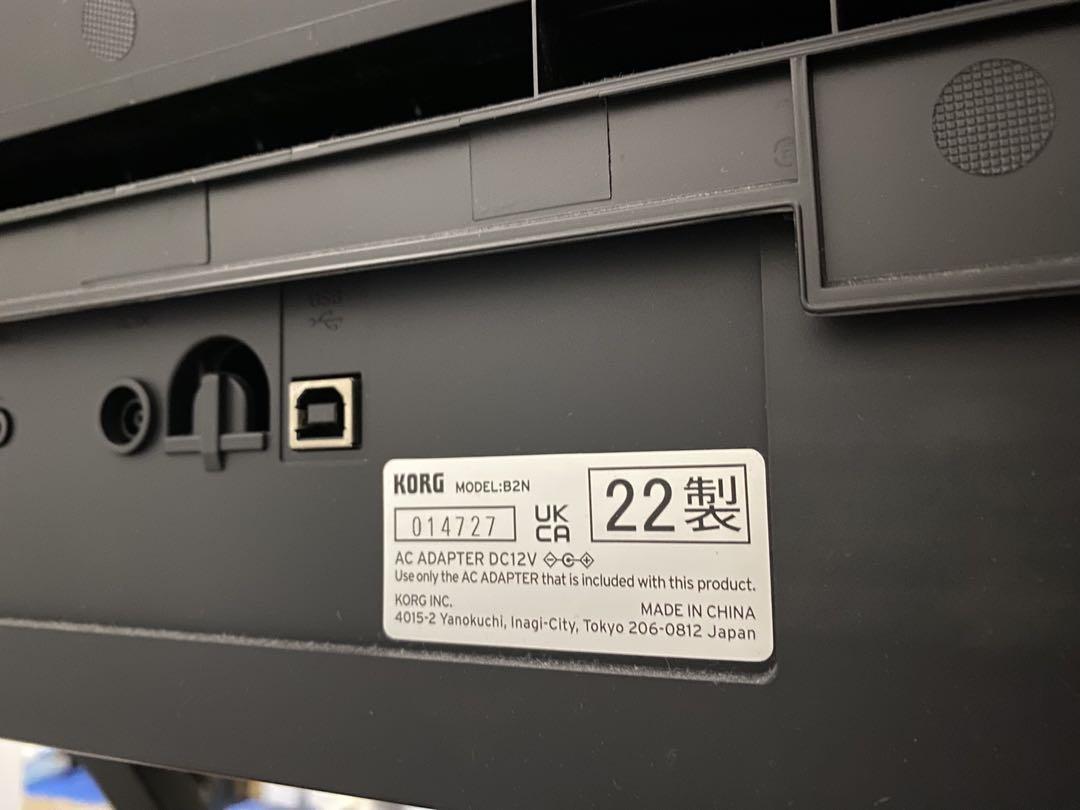 USB
KORG MODEL:B2N
014727
UK
CA
22製
AC ADAPTER DC12V
Use only the AC ADAPTER that is included with this product.
KORG INC.
MADE IN CHINA
4015-2 Yanokuchi, Inagi-City, Tokyo 206-0812 Japan